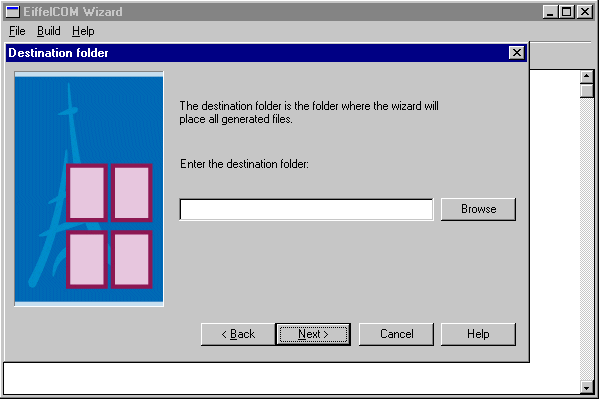 EiffelCOM Wizard
File Build Help
Destination folder
The destination folder is the folder where the wizard will
place all generated files.
Enter the destination folder:
Browse
< Back Next > Cancel Help